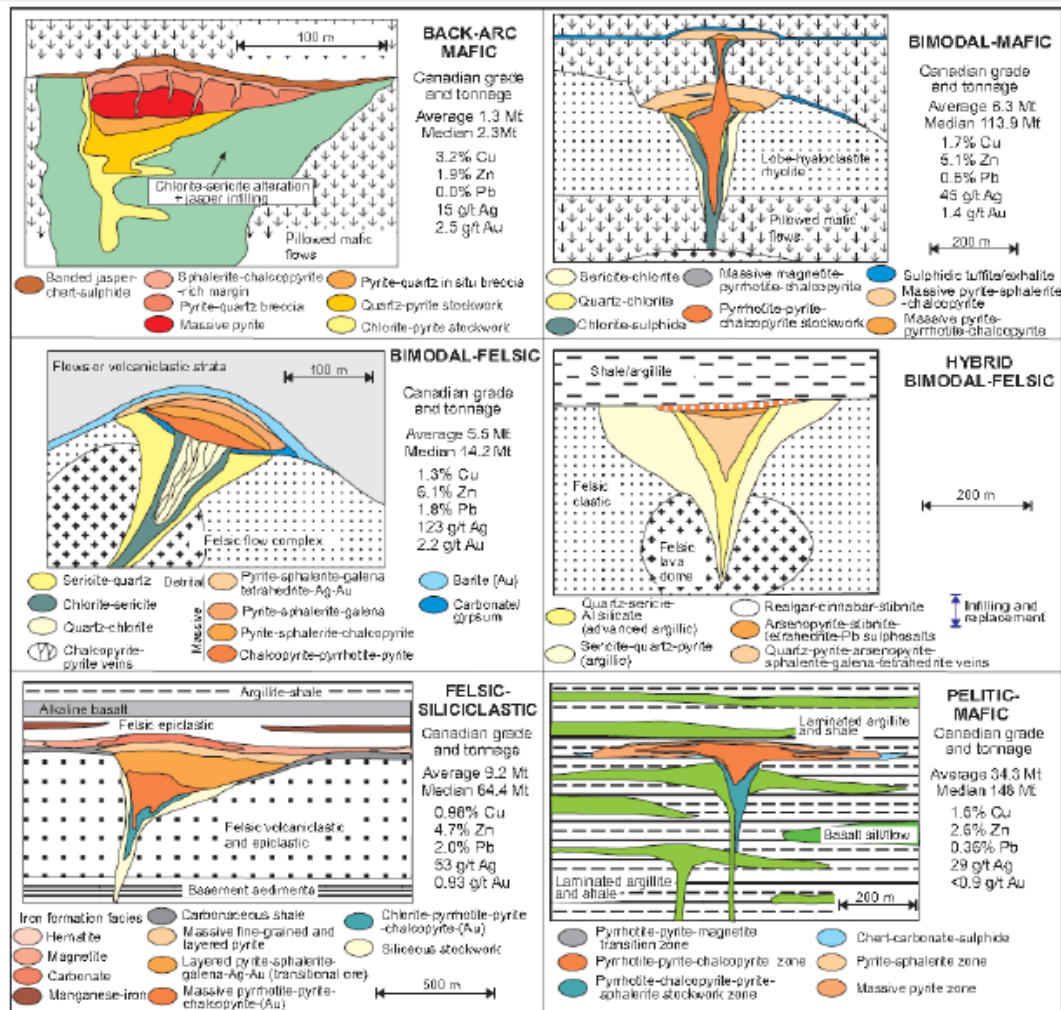 100 m
BACK-ARC
MAFIC
Canadian grade
and tonnage
Average 1.3 Mt
Median 2.3Mt
3.2% Cu
1.9% Zn
0.0% Pb
15 g/t Ag
2.5 g/t Au
Chlorite-sericite alteration
+ jasper infilling
Pillowed mafic
flows
Banded jasper-
chert-sulphide
Sphalerite-chalcopyrite
-rich margin
Pyrite-quartz breccia
Massive pyrite
Pyrite-quartz in situ breccia
Quartz-pyrite stockwork
Chlorite-pyrite stockwork
BIMODAL-MAFIC
Canadian grade
and tonnage
Average 6.3 Mt
Median 113.9 Mt
1.7% Cu
5.1% Zn
0.6% Pb
45 g/t Ag
1.4 g/t Au
200 m
Lobe-hyaloclastite
rhyolite
Pillowed mafic
flows
Sericite-chlorite
Quartz-chlorite
Chlorite-sulphide
Massive magnetite-
pyrrhotite-chalcopyrite
Pyrrhotite-pyrite-
chalcopyrite stockwork
Sulphidic tuffite/exhalite
Massive pyrite-sphalerite
-chalcopyrite
Massive pyrite-
pyrrhotite-chalcopyrite
BIMODAL-FELSIC
Flows or volcaniclastic strata
100 m
Canadian grade
and tonnage
Average 5.5 Mt
Median 14.2 Mt
1.3% Cu
6.1% Zn
1.8% Pb
123 g/t Ag
2.2 g/t Au
Felsic flow complex
Sericite-quartz
Chlorite-sericite
Quartz-chlorite
Chalcopyrite-
pyrite veins
Detrital
Pyrite-sphalerite-galena
tetrahedrite-Ag-Au
Massive
Pyrite-sphalerite-galena
Pyrite-sphalerite-chalcopyrite
Chalcopyrite-pyrrhotite-pyrite
Barite (Au)
Carbonate/
gypsum
HYBRID
BIMODAL-FELSIC
Shale/argillite
200 m
Felsic
clastic
Felsic
lava
dome
Quartz-sericie-
Al silicate
(advanced argillic)
Sericite-quartz-pyrite
(argillic)
Realgar-cinnabar-stibnite
Arsenopyrite-stibnite-
tetrahedrite-Pb sulphosalts
Quartz-pyrite-arsenopyrite-
sphalerite-galena-tetrahedrite veins
Infilling and
replacement
FELSIC-
SILICICLASTIC
Argillite-shale
Alkaline basalt
Felsic epiclastic
Canadian grade
and tonnage
Average 9.2 Mt
Median 64.4 Mt
0.98% Cu
4.7% Zn
2.0% Pb
53 g/t Ag
0.93 g/t Au
Felsic volcaniclastic
and epiclastic
Basement sediments
Iron formation facies
Hematite
Magnetite
Carbonate
Manganese-iron
Carbonaceous shale
Massive fine-grained and
layered pyrite
Layered pyrite-sphalerite-
galena-Ag-Au (transitional ore)
Massive pyrrhotite-pyrite-
chalcopyrite-(Au)
Chlorite-pyrrhotite-pyrite
-chalcopyrite-(Au)
Siliceous stockwork
500 m
PELITIC-
MAFIC
Laminated argillite
and shale
Canadian grade
and tonnage
Average 34.3 Mt
Median 148 Mt
1.6% Cu
2.6% Zn
0.36% Pb
29 g/t Ag
<0.9 g/t Au
Basalt sill/flow
Laminated argillite
and shale
200 m
Pyrrhotite-pyrite-magnetite
transition zone
Pyrrhotite-pyrite-chalcopyrite zone
Pyrrhotite-chalcopyrite-pyrite-
sphalerite stockwork zone
Chert-carbonate-sulphide
Pyrite-sphalerite zone
Massive pyrite zone